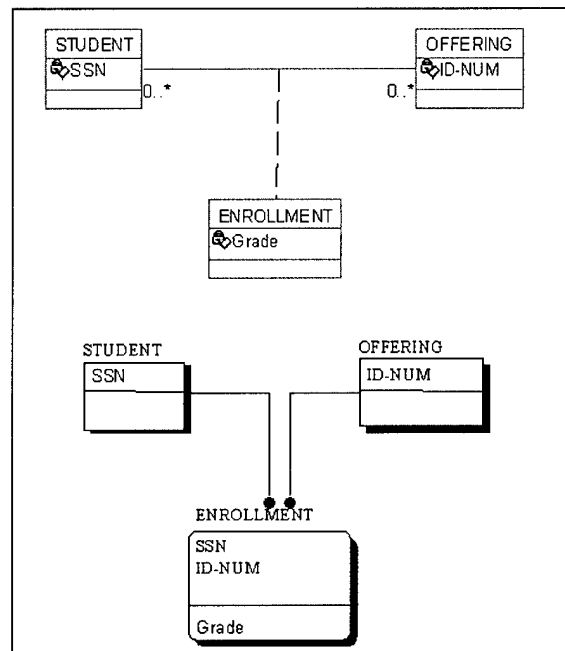 STUDENT OFFERING
SSN ID-NUM
0..* 0..*
ENROLLMENT
Grade
STUDENT OFFERING
SSN ID-NUM
ENROLLMENT
SSN
ID-NUM
Grade